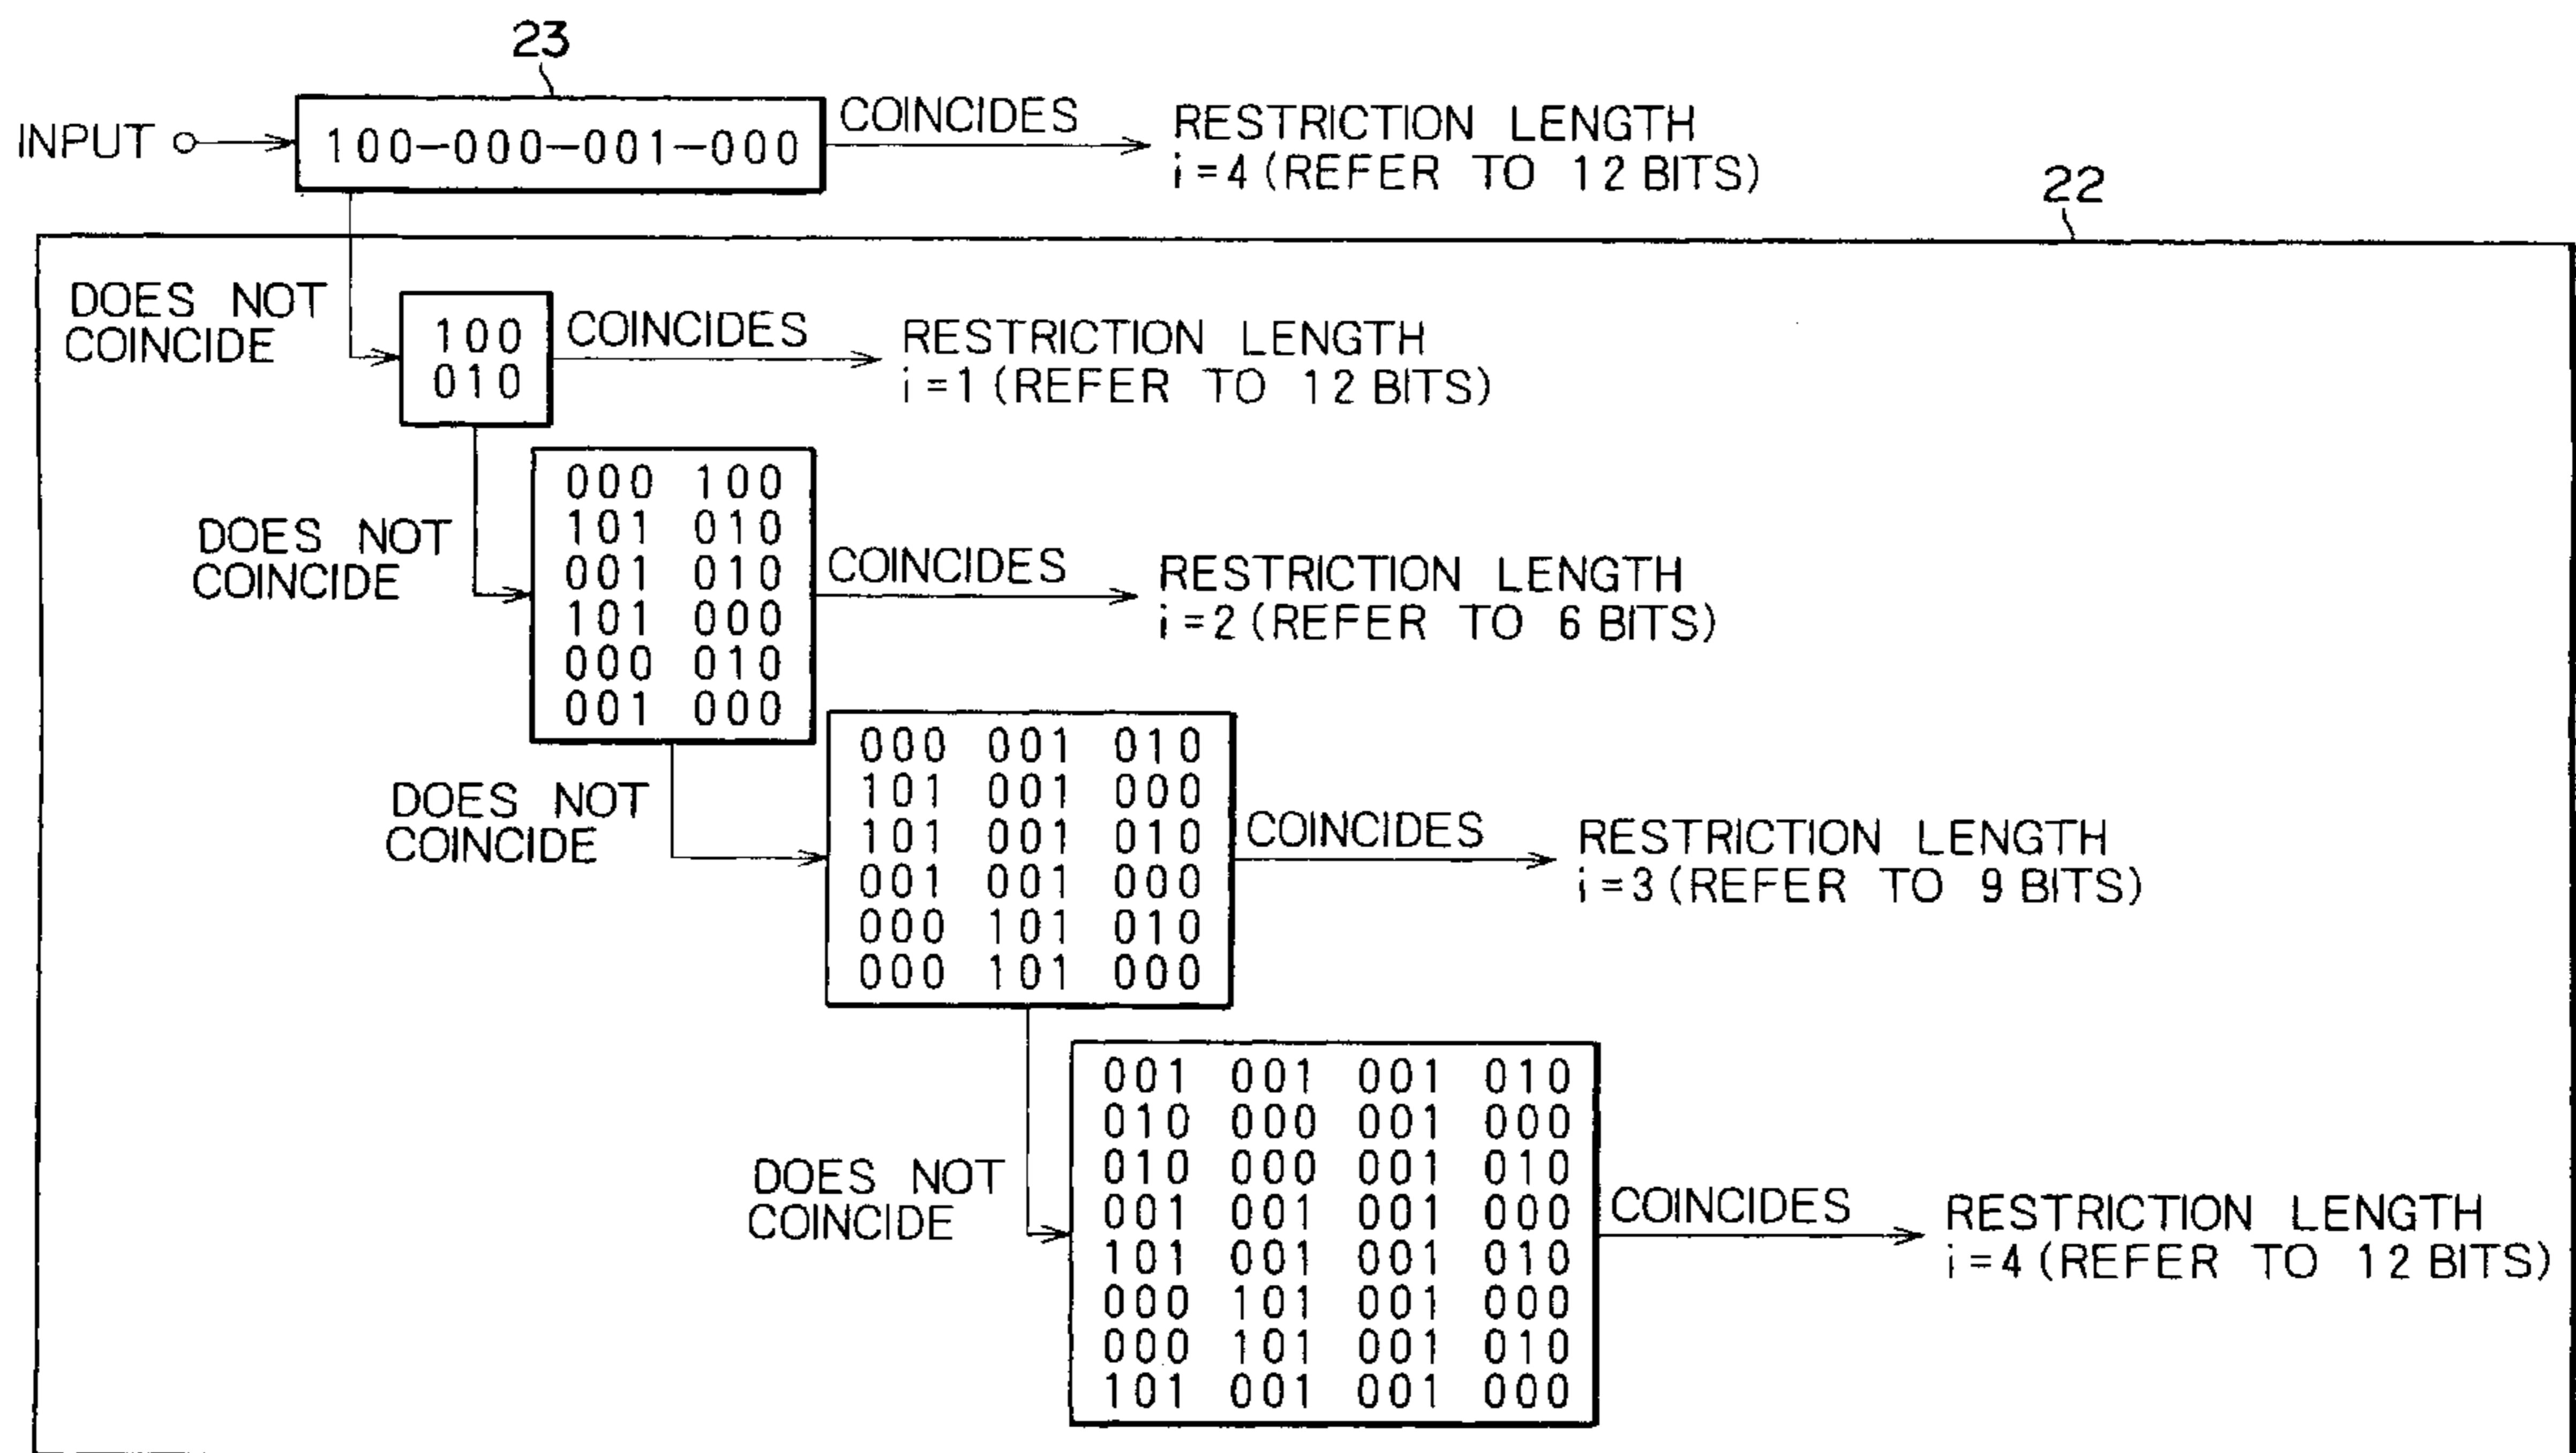 23
INPUT
100-000-001-000
COINCIDES
RESTRICTION LENGTH
i=4 (REFER TO 12 BITS)
22
DOES NOT
COINCIDE
100
010
COINCIDES
RESTRICTION LENGTH
i=1 (REFER TO 12 BITS)
DOES NOT
COINCIDE
000 100
101 010
001 010
101 000
000 010
001 000
COINCIDES
RESTRICTION LENGTH
i=2 (REFER TO 6 BITS)
DOES NOT
COINCIDE
000 001 010
101 001 000
101 001 010
001 001 000
000 101 010
000 101 000
COINCIDES
RESTRICTION LENGTH
i=3 (REFER TO 9 BITS)
DOES NOT
COINCIDE
001 001 001 010
010 000 001 000
010 000 001 010
001 001 001 000
101 001 001 010
000 101 001 000
000 101 001 010
101 001 001 000
COINCIDES
RESTRICTION LENGTH
i=4 (REFER TO 12 BITS)